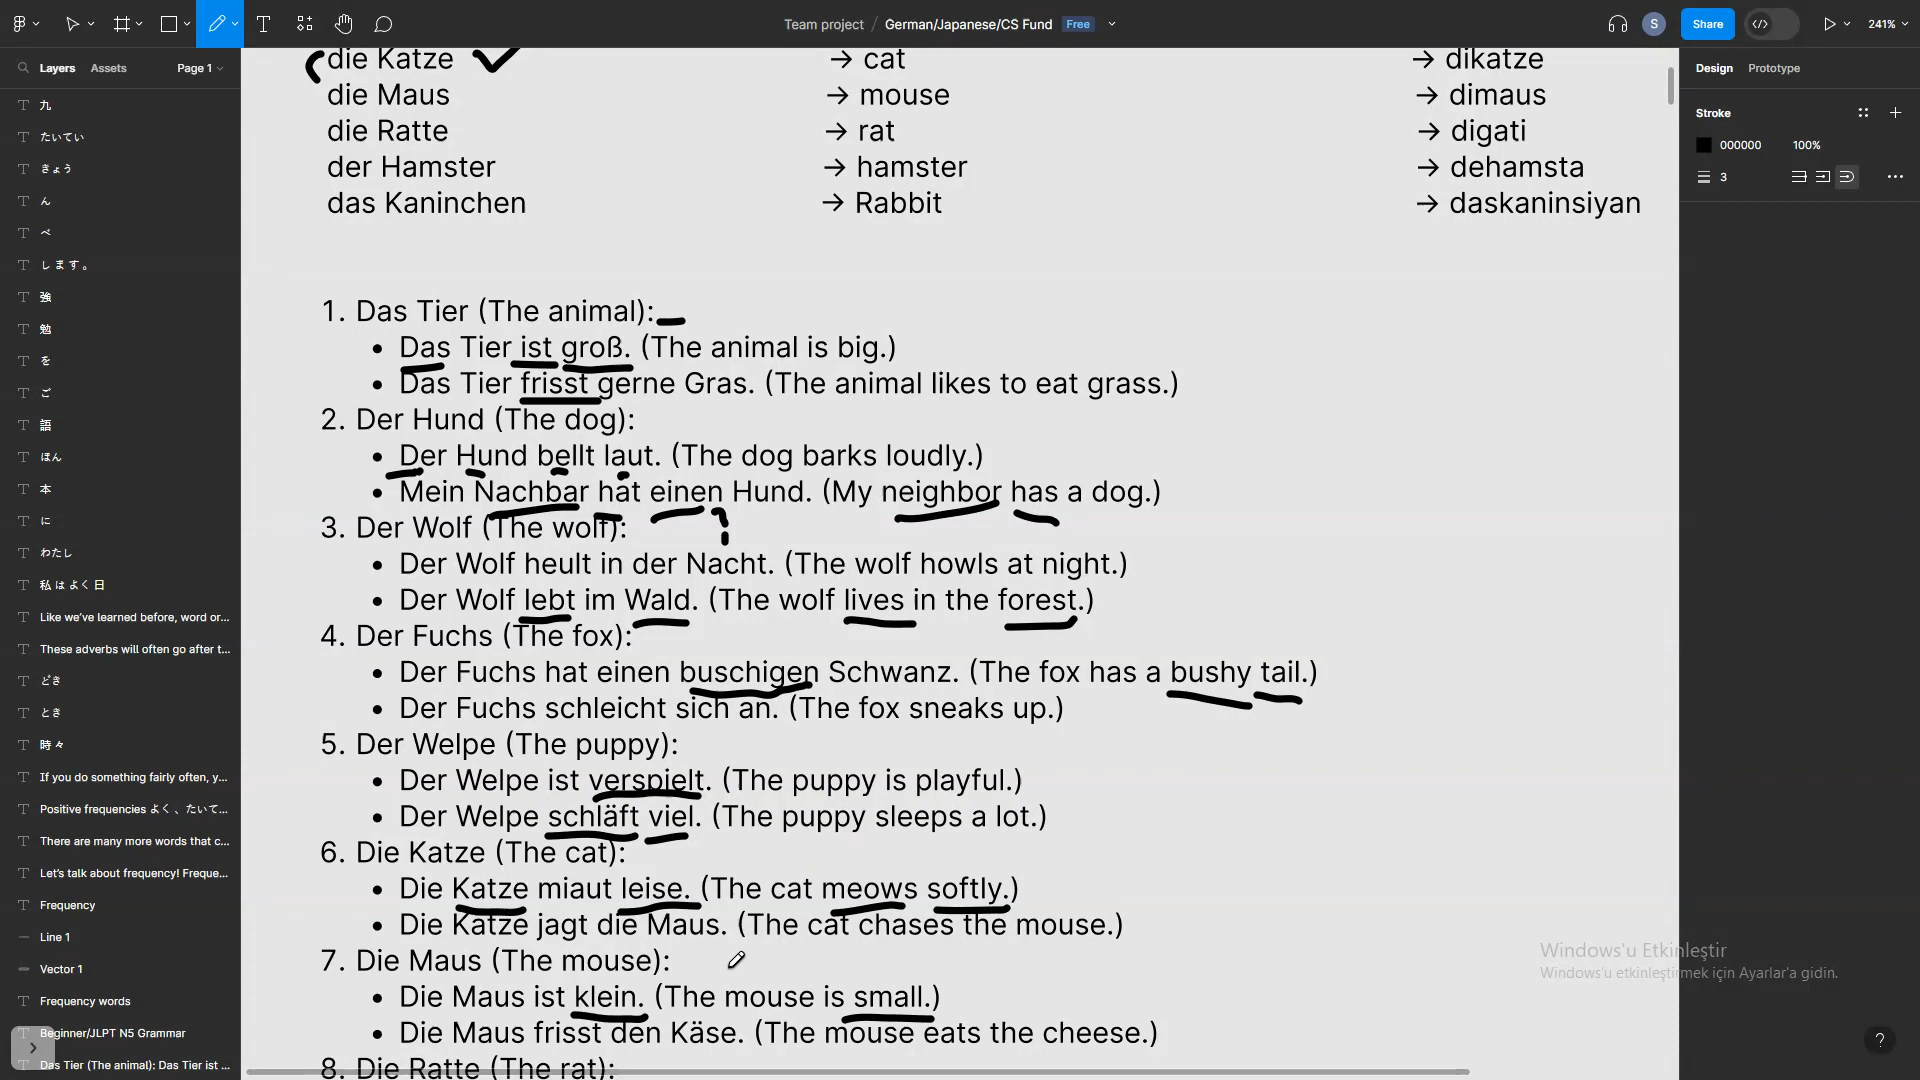 Team project / German/Japanese/CS Fund Free
S Share 241%
Layers Assets Page 1
Design Prototype
Stroke
000000 100%
3
九
たいてい
きょう
ん
べ
します。
強
勉
を
ご
語
ほん
本
に
わたし
私はよく日
Like we've learned before, word or...
These adverbs will often go after t...
どき
とき
時々
If you do something fairly often, y...
Positive frequencies よく、たいて...
There are many more words that c...
Let's talk about frequency! Freque...
Frequency
Line 1
Vector 1
Frequency words
Beginner/JLPT N5 Grammar
Das Tier (The animal): Das Tier ist ...
die Katze → cat → dikatze
die Maus → mouse → dimaus
die Ratte → rat → digati
der Hamster → hamster → dehamsta
das Kaninchen → Rabbit → daskaninsiyan
1. Das Tier (The animal):
• Das Tier ist groß. (The animal is big.)
• Das Tier frisst gerne Gras. (The animal likes to eat grass.)
2. Der Hund (The dog):
• Der Hund bellt laut. (The dog barks loudly.)
• Mein Nachbar hat einen Hund. (My neighbor has a dog.)
3. Der Wolf (The wolf):
• Der Wolf heult in der Nacht. (The wolf howls at night.)
• Der Wolf lebt im Wald. (The wolf lives in the forest.)
4. Der Fuchs (The fox):
• Der Fuchs hat einen buschigen Schwanz. (The fox has a bushy tail.)
• Der Fuchs schleicht sich an. (The fox sneaks up.)
5. Der Welpe (The puppy):
• Der Welpe ist verspielt. (The puppy is playful.)
• Der Welpe schläft viel. (The puppy sleeps a lot.)
6. Die Katze (The cat):
• Die Katze miaut leise. (The cat meows softly.)
• Die Katze jagt die Maus. (The cat chases the mouse.)
7. Die Maus (The mouse):
• Die Maus ist klein. (The mouse is small.)
• Die Maus frisst den Käse. (The mouse eats the cheese.)
8. Die Ratte (The rat):
Windows'u Etkinleştir
Windows'u etkinleştirmek için Ayarlar'a gidin.
?